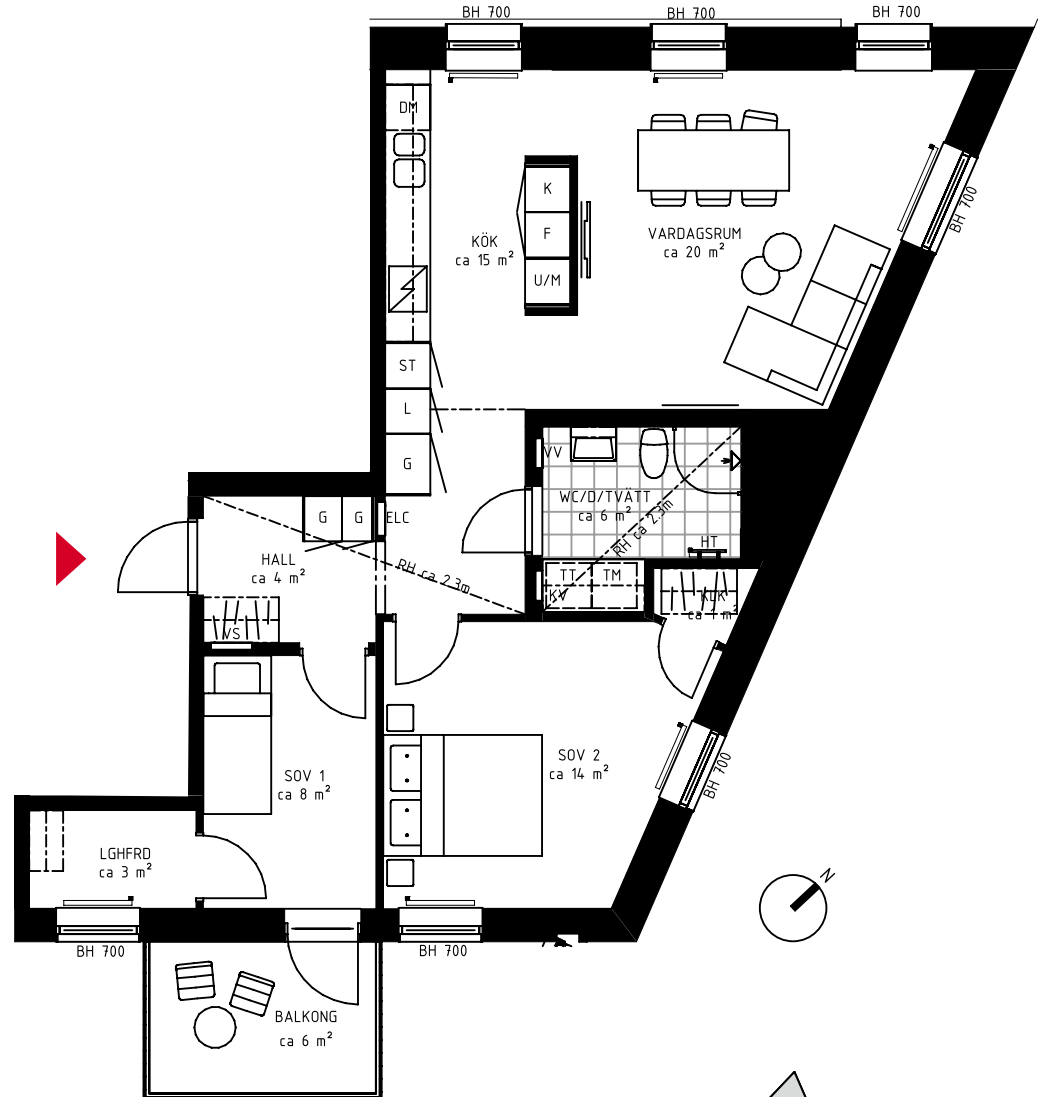 BH 700
BH 700
BH 700
DM
K
F
U/M
KÖK
ca 15 m²
VARDAGSRUM
ca 20 m²
BH 700
ST
L
G
VV
WC/D/TVÄTT
ca 6 m²
RH ca 2.3m
HT
G
G
ELC
HALL
ca 4 m²
RH ca 2.3m
TT
TM
KV
KLK
ca 1 m²
VS
SOV 1
ca 8 m²
SOV 2
ca 14 m²
BH 700
LGHFRD
ca 3 m²
N
BH 700
BH 700
BALKONG
ca 6 m²